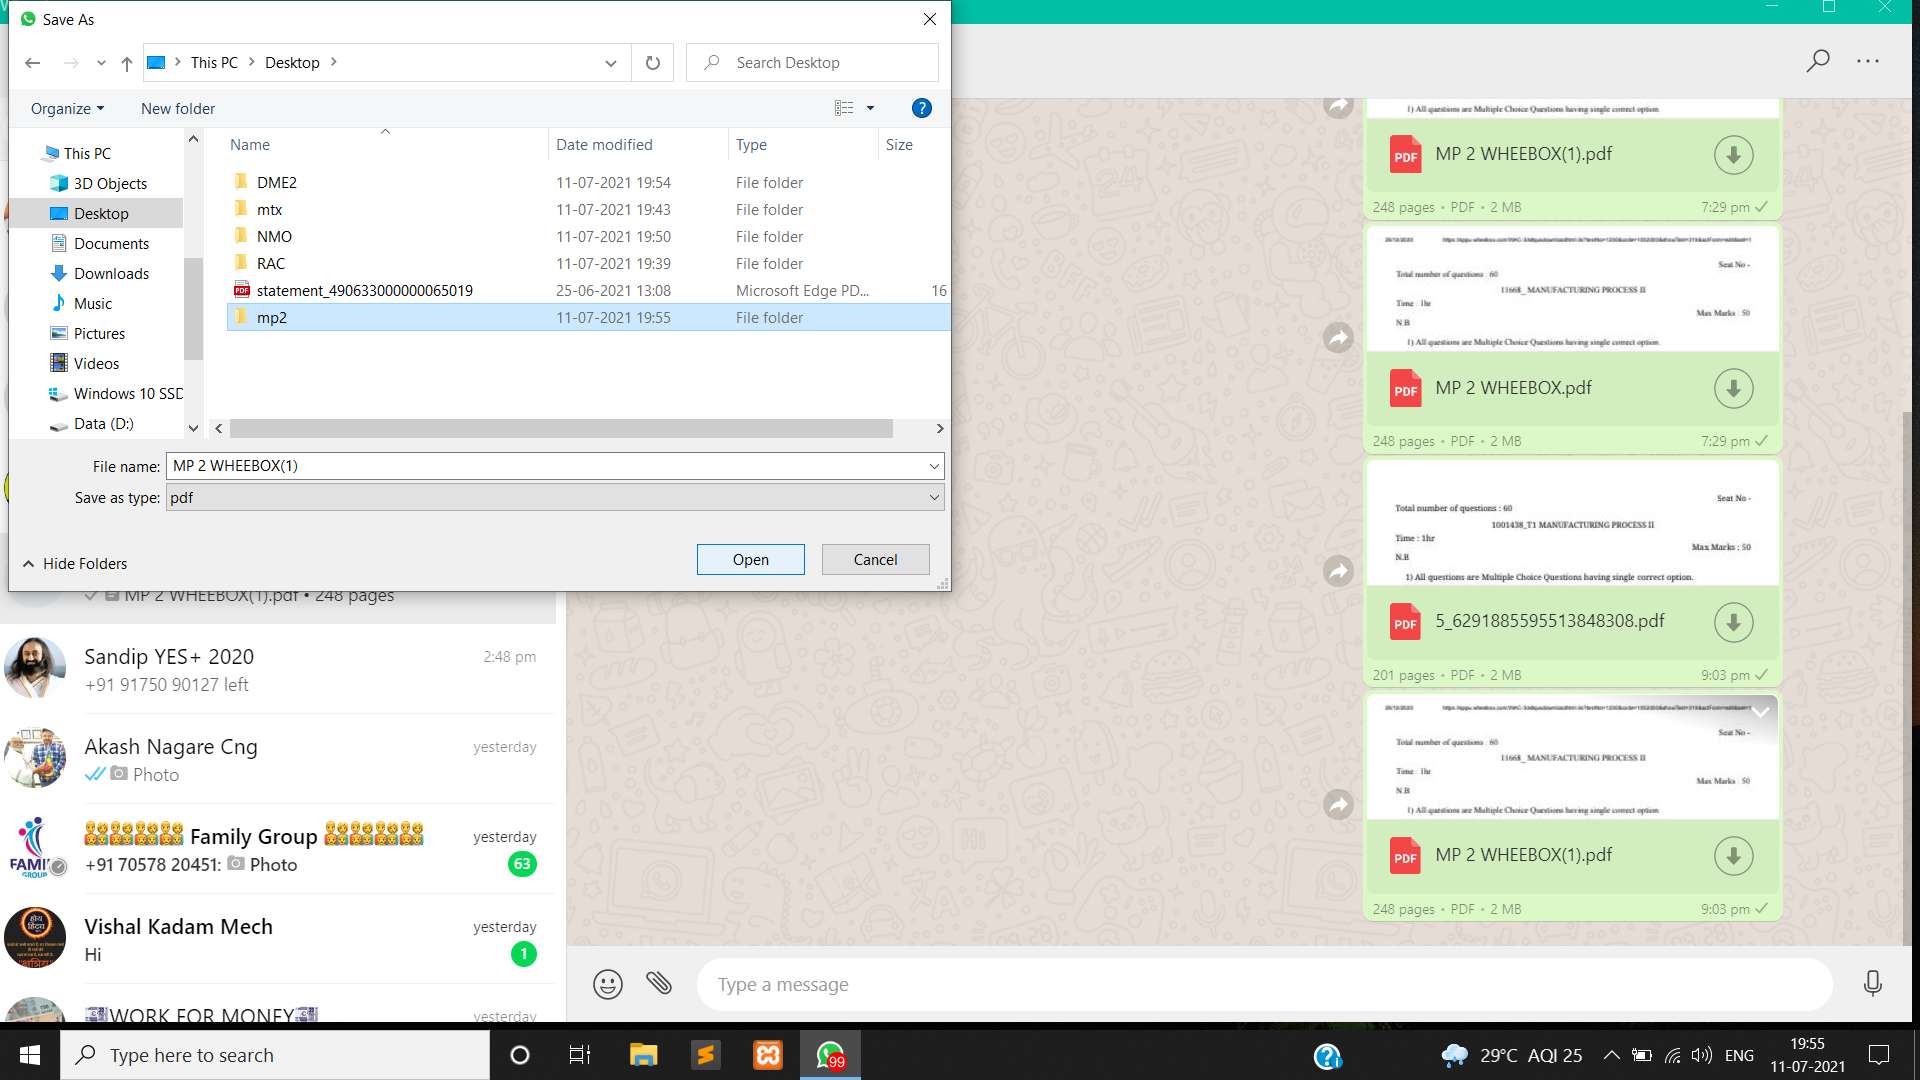 Save As
This PC
Desktop
Search Desktop
Organize
New folder
Name
Date modified
Type
Size
This PC
3D Objects
Desktop
Documents
Downloads
Music
Pictures
Videos
Windows 10 SSD
Data (D:)
DME2 11-07-2021 19:54 File folder
mtx 11-07-2021 19:43 File folder
NMO 11-07-2021 19:50 File folder
RAC 11-07-2021 19:39 File folder
statement_490633000000065019 25-06-2021 13:08 Microsoft Edge PD... 16
mp2 11-07-2021 19:55 File folder
File name: MP 2 WHEEBOX(1)
Save as type: pdf
Hide Folders
Open
Cancel
MP 2 WHEEBOX(1).pdf • 248 pages
Sandip YES+ 2020 2:48 pm
+91 91750 90127 left
Akash Nagare Cng yesterday
Photo
Family Group yesterday
+91 70578 20451: Photo 63
FAMI
GROUP
Vishal Kadam Mech yesterday
Hi 1
WORK FOR MONEY yesterday
1) All questions are Multiple Choice Questions having single correct option.
PDF MP 2 WHEEBOX(1).pdf
248 pages • PDF • 2 MB 7:29 pm
Seat No -
Total number of questions : 60
11668_ MANUFACTURING PROCESS II
Time : 1hr
Max Marks : 50
N.B
1) All questions are Multiple Choice Questions having single correct option.
PDF MP 2 WHEEBOX.pdf
248 pages • PDF • 2 MB 7:29 pm
Seat No -
Total number of questions : 60
1001438_T1 MANUFACTURING PROCESS II
Time : 1hr
Max Marks : 50
N.B
1) All questions are Multiple Choice Questions having single correct option.
PDF 5_6291885595513848308.pdf
201 pages • PDF • 2 MB 9:03 pm
Seat No -
Total number of questions : 60
11668_ MANUFACTURING PROCESS II
Time : 1hr
Max Marks : 50
N.B
1) All questions are Multiple Choice Questions having single correct option.
PDF MP 2 WHEEBOX(1).pdf
248 pages • PDF • 2 MB 9:03 pm
Type a message
Type here to search
99
29°C AQI 25
ENG
19:55
11-07-2021